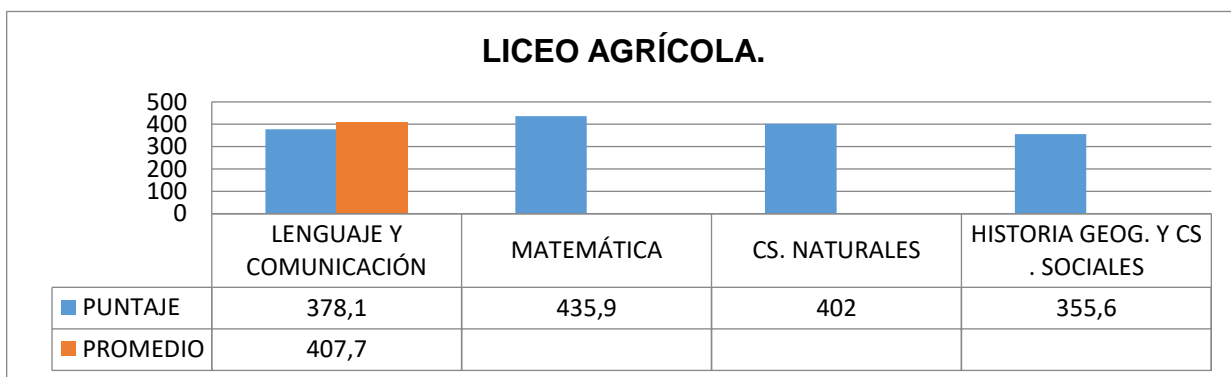 LICEO AGRÍCOLA.
500
400
300
200
100
0
LENGUAJE Y
COMUNICACIÓN
MATEMÁTICA
CS. NATURALES
HISTORIA GEOG. Y CS
. SOCIALES
PUNTAJE 378,1 435,9 402 355,6
PROMEDIO 407,7